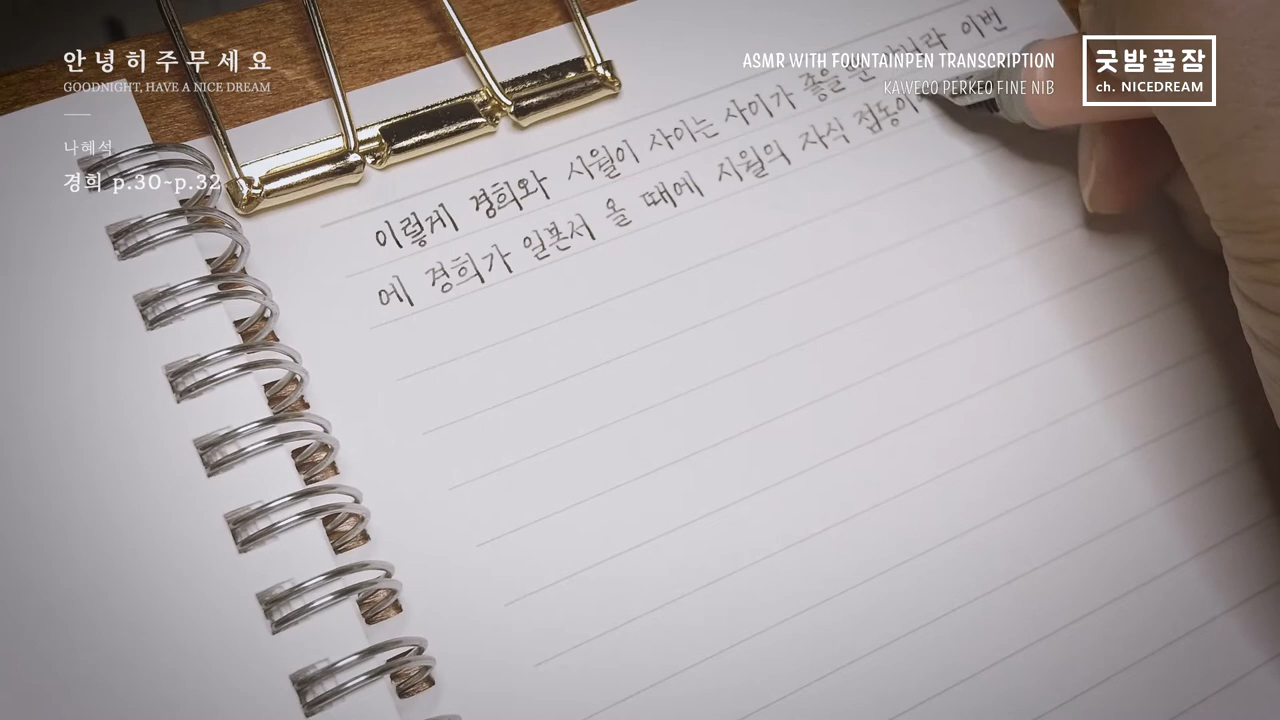 안녕히주무세요
GOODNIGHT, HAVE A NICE DREAM
나혜석
경희 p.30~p.32
ASMR WITH FOUNTAINPEN TRANSCRIPTION
KAWECO PERKEO FINE NIB
굿밤꿀잠
ch. NICEDREAM
이렇게 경희와 시월이 사이는 사이가 좋을 뿐 이번
에 경희가 일본서 올 때에 시월의 자식 점동이